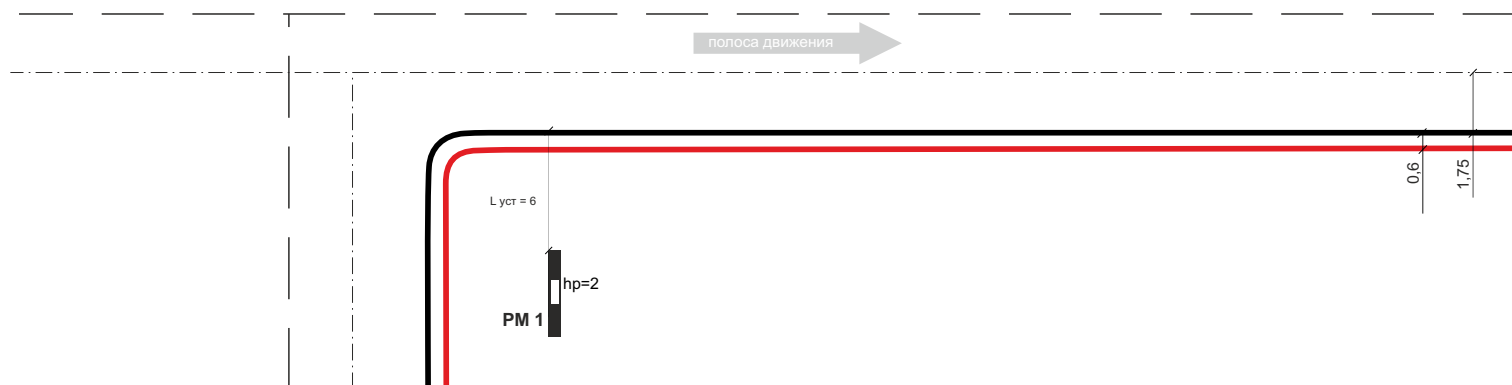 полоса движения
L уст = 6
0,6
1,75
hp=2
РМ 1